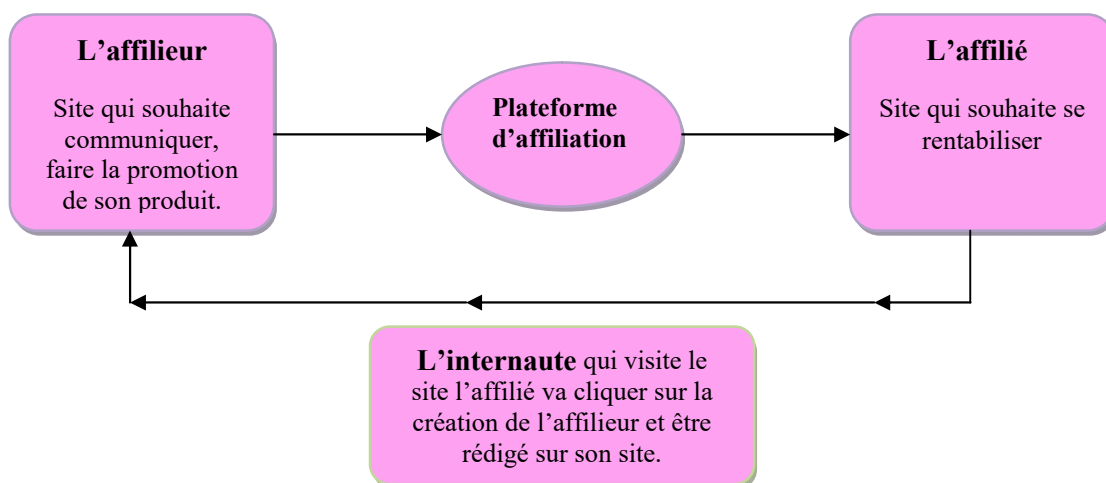 L’affilieur
Site qui souhaite
communiquer,
faire la promotion
de son produit.
Plateforme
d’affiliation
L’affilié
Site qui souhaite se
rentabiliser
L’internaute qui visite le
site l’affilié va cliquer sur la
création de l’affilieur et être
rédigé sur son site.